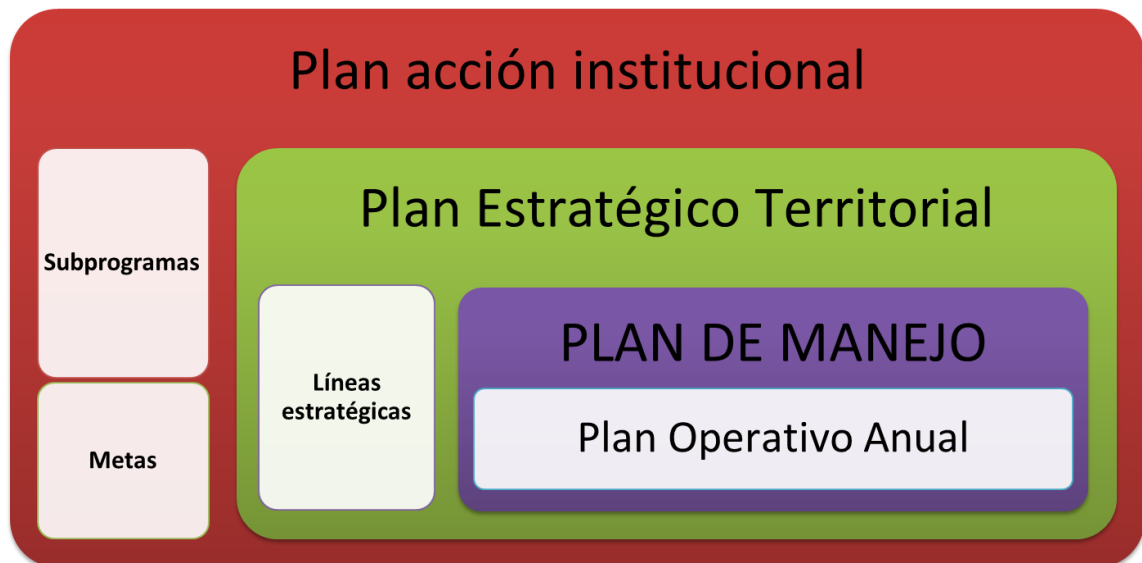 Plan acción institucional
Subprogramas
Metas
Plan Estratégico Territorial
Líneas
estratégicas
PLAN DE MANEJO
Plan Operativo Anual